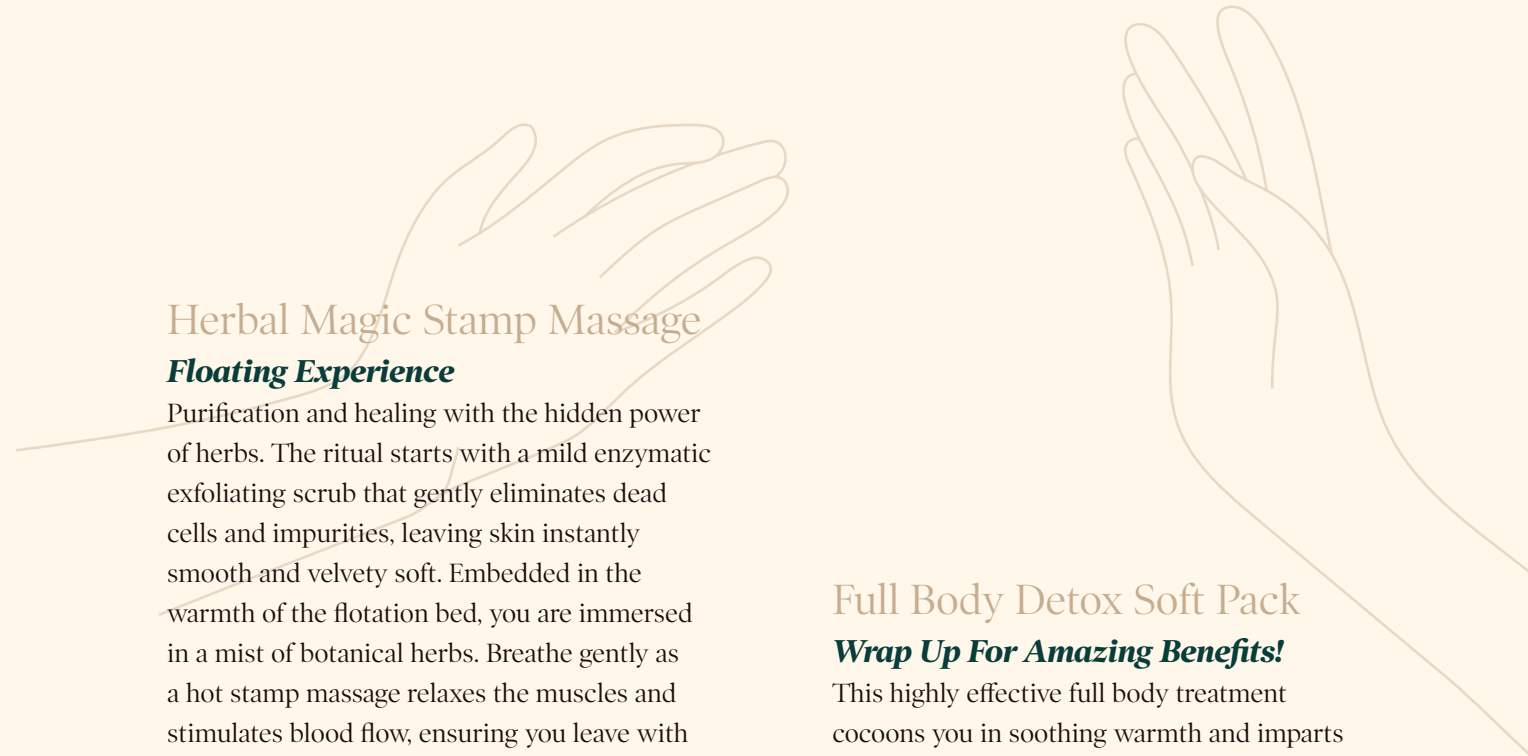 Herbal Magic Stamp Massage
Floating Experience
Purification and healing with the hidden power
of herbs. The ritual starts with a mild enzymatic
exfoliating scrub that gently eliminates dead
cells and impurities, leaving skin instantly
smooth and velvety soft. Embedded in the
warmth of the flotation bed, you are immersed
in a mist of botanical herbs. Breathe gently as
a hot stamp massage relaxes the muscles and
stimulates blood flow, ensuring you leave with
Full Body Detox Soft Pack
Wrap Up For Amazing Benefits!
This highly effective full body treatment
cocoons you in soothing warmth and imparts